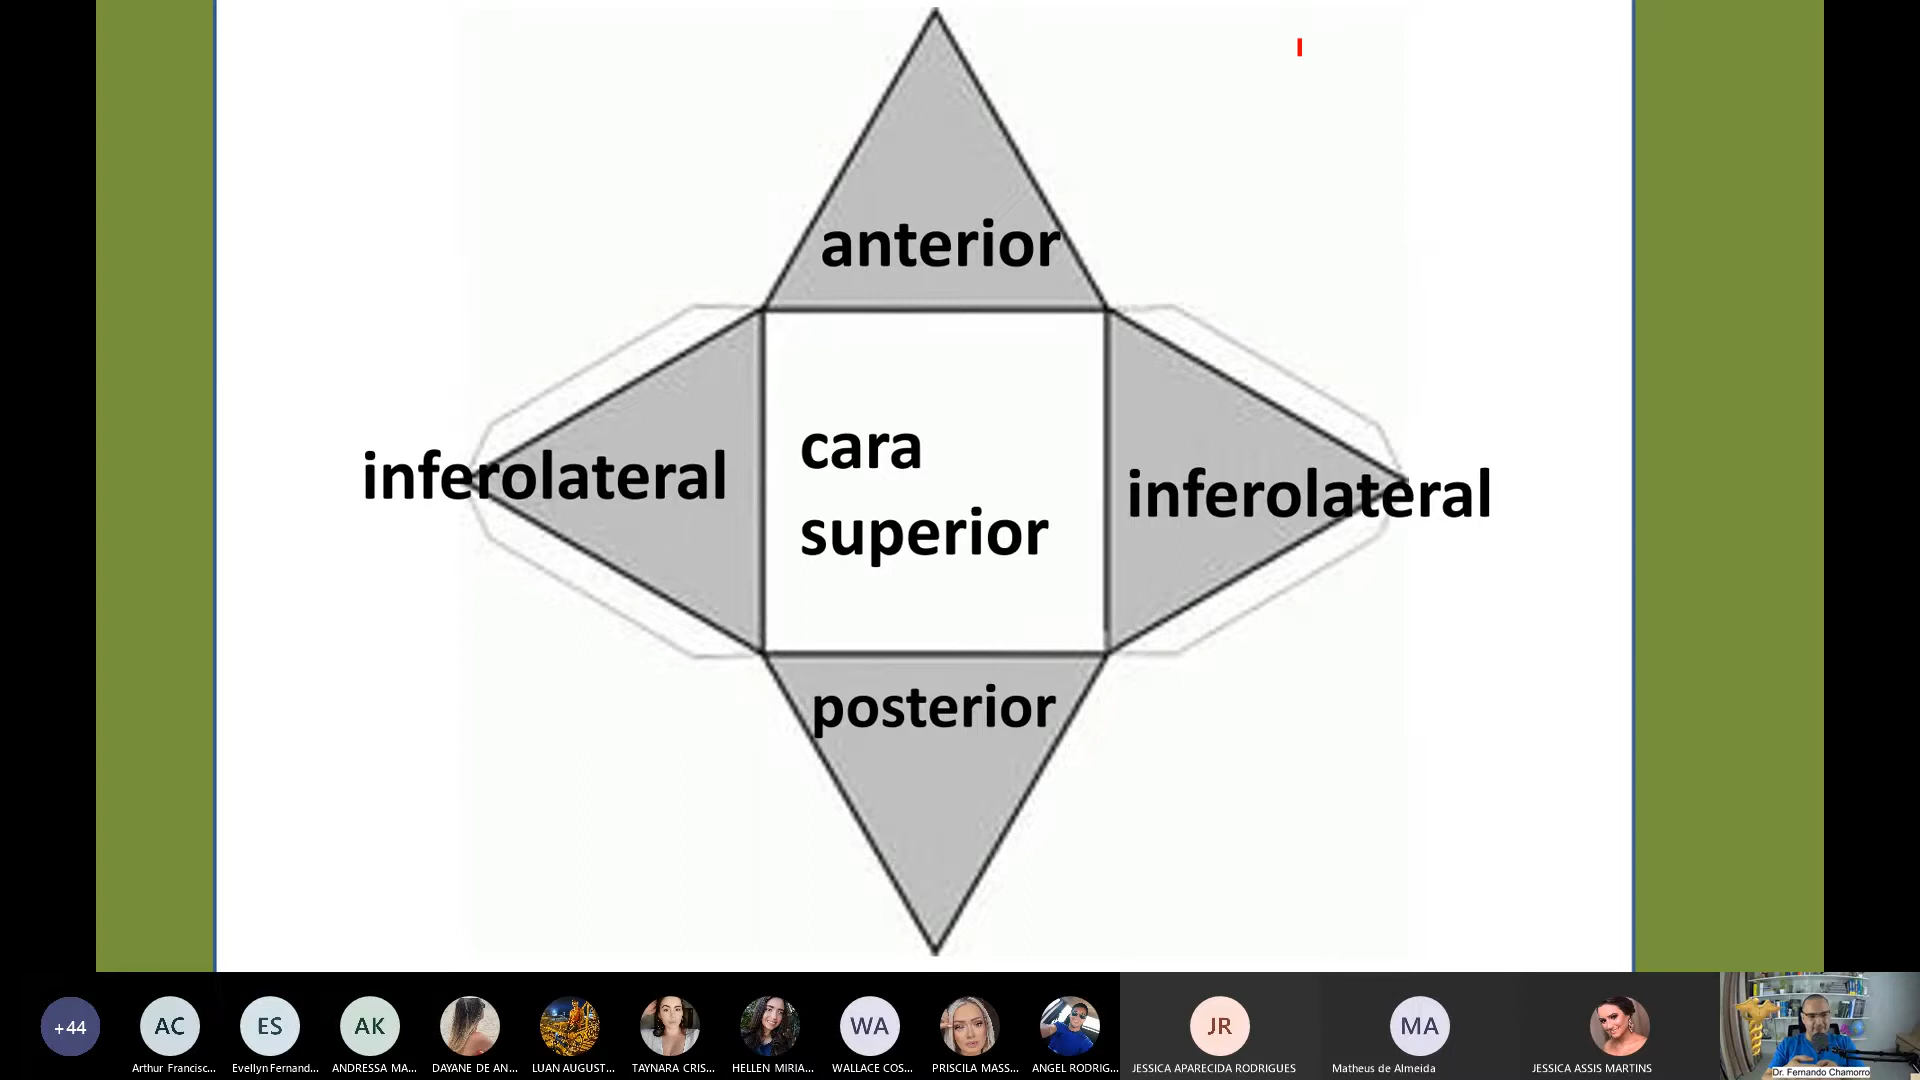 anterior
inferolateral
cara
superior
inferolateral
posterior
+44
AC
ES
AK
WA
JR
MA
Arthur Francisc...
Evellyn Fernand...
ANDRESSA MA...
DAYANE DE AN...
LUAN AUGUST...
TAYNARA CRIS...
HELLEN MIRIA...
WALLACE COS...
PRISCILA MASS...
ANGEL RODRIG...
JESSICA APARECIDA RODRIGUES
Matheus de Almeida
JESSICA ASSIS MARTINS
Dr. Fernando Chamorro